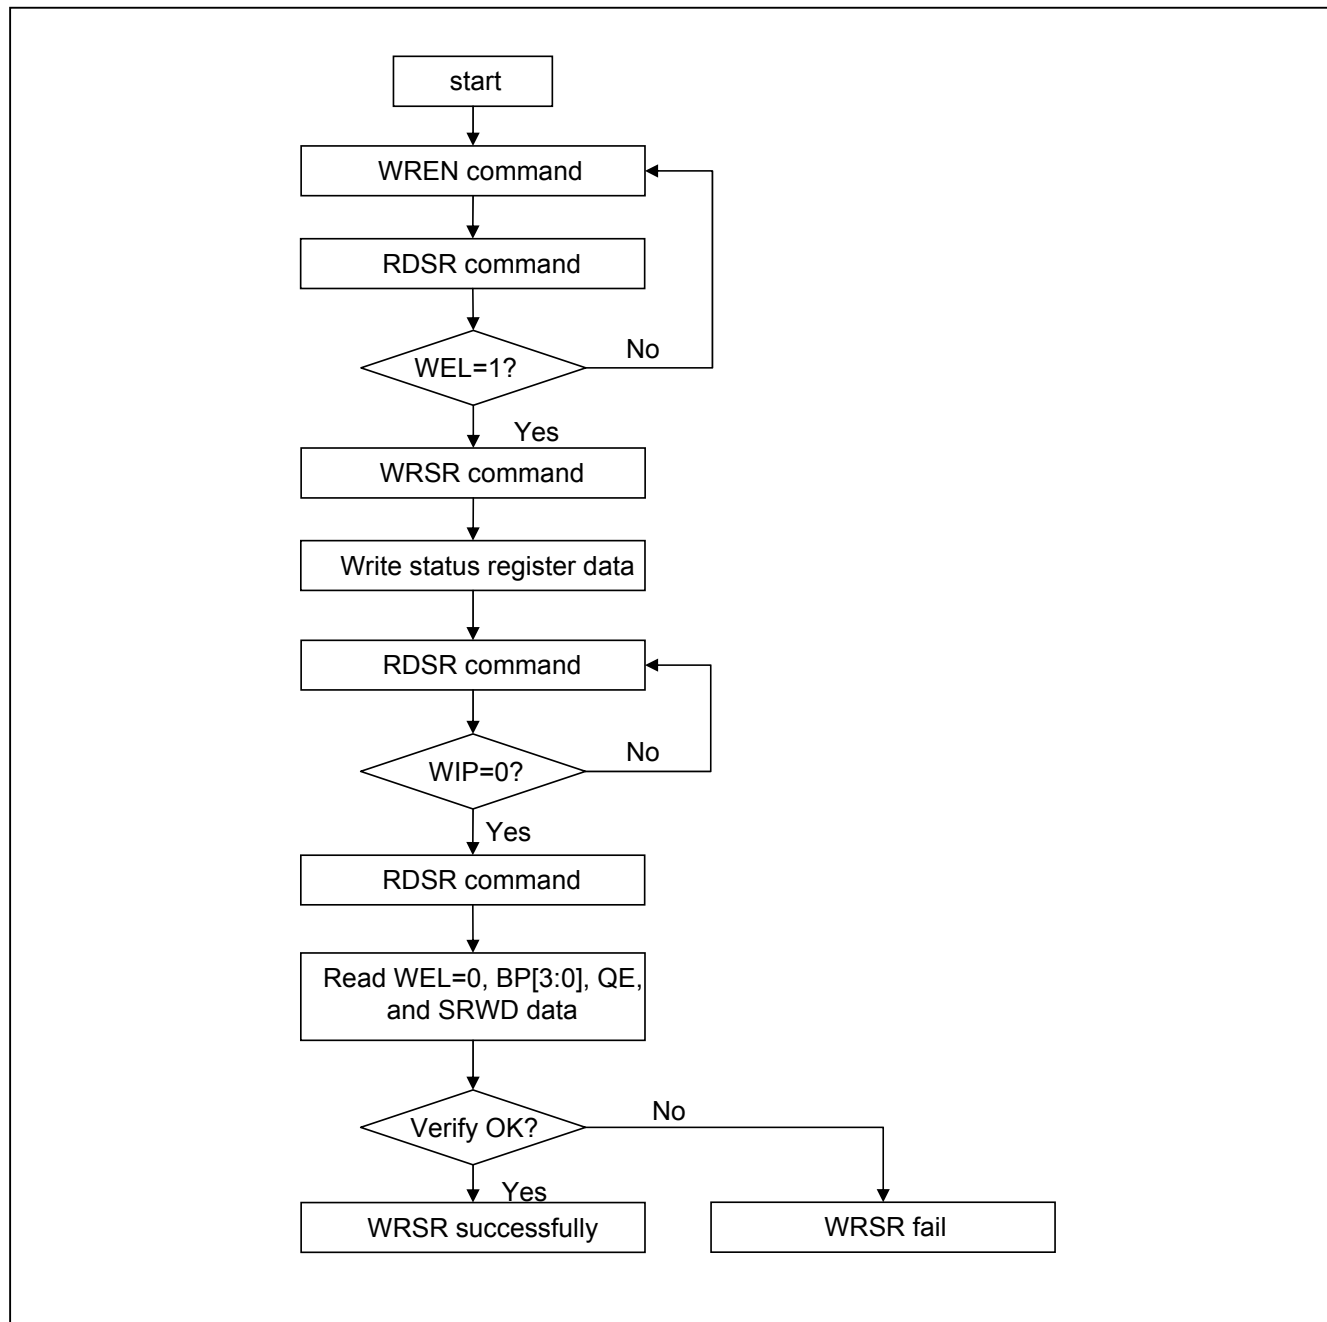 start
WREN command
RDSR command
WEL=1?
No
Yes
WRSR command
Write status register data
RDSR command
WIP=0?
No
Yes
RDSR command
Read WEL=0, BP[3:0], QE,
and SRWD data
Verify OK?
No
Yes
WRSR successfully
WRSR fail